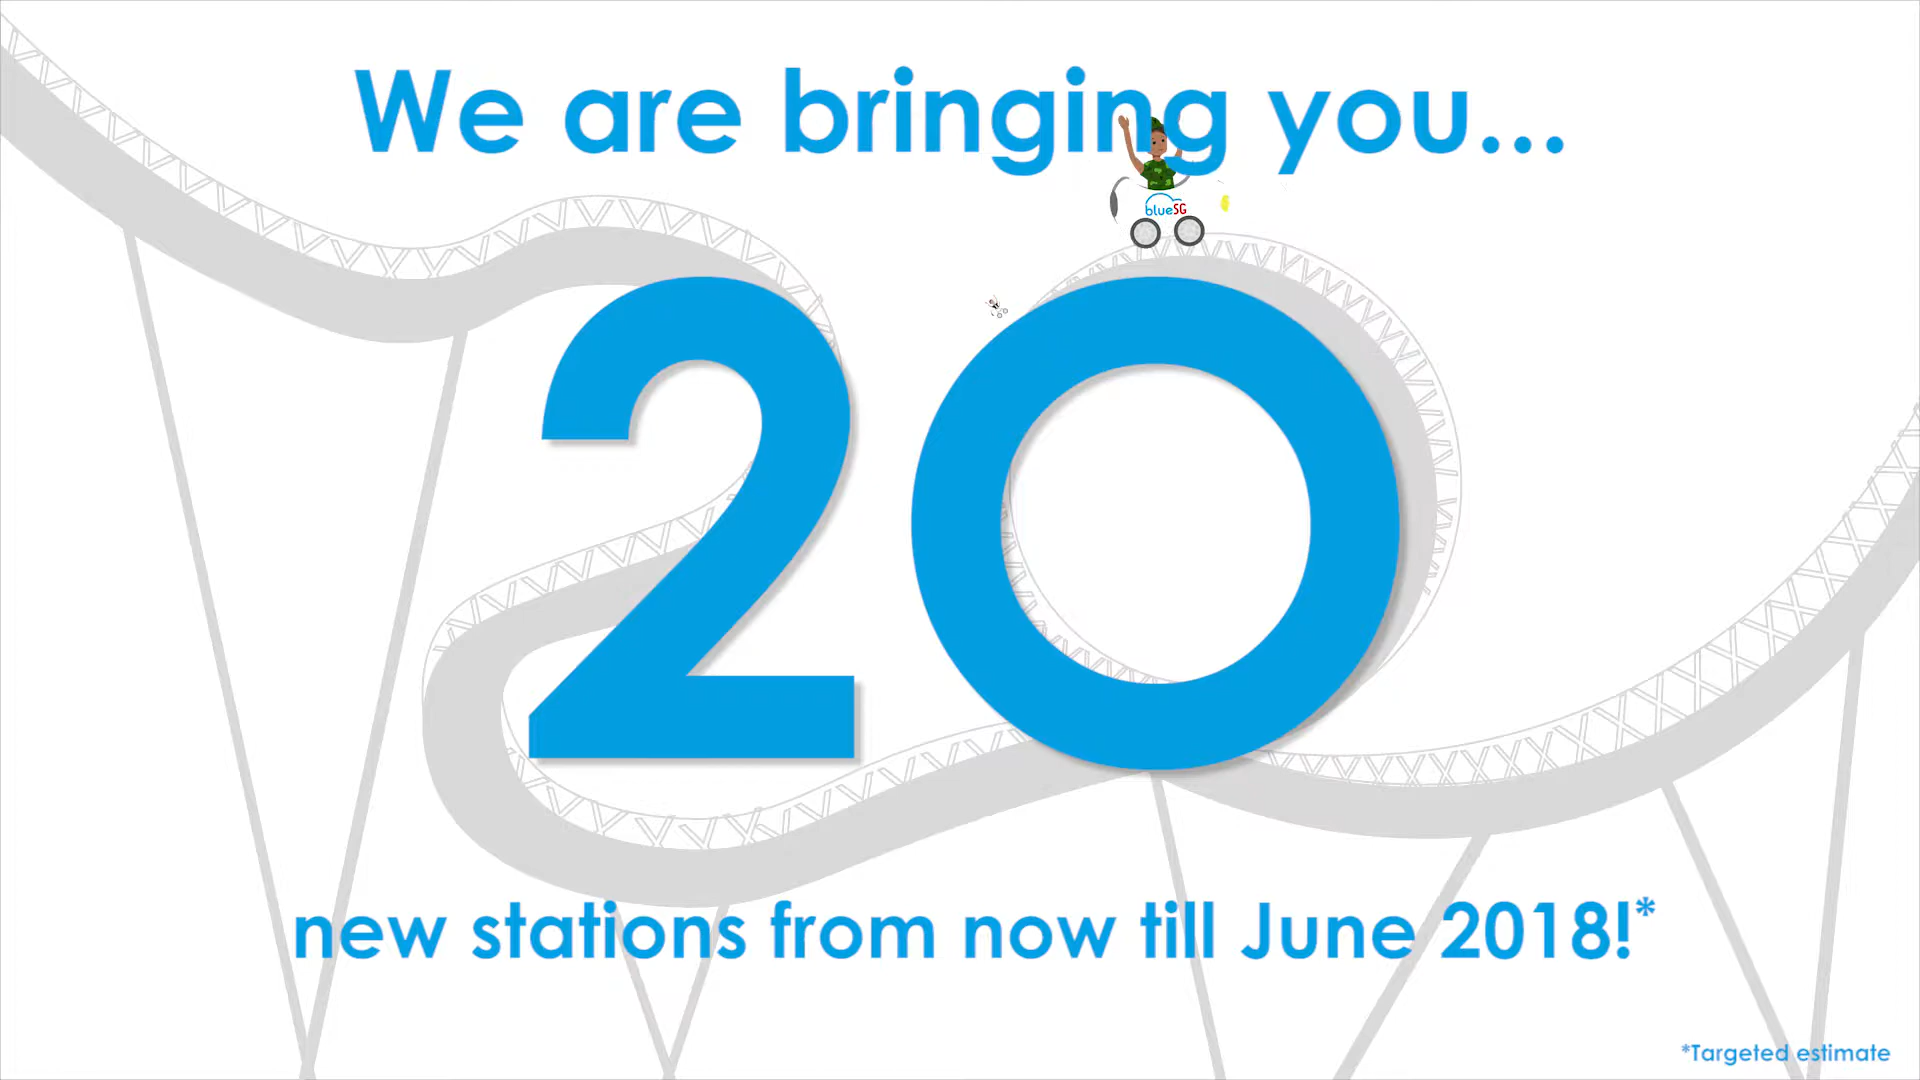 We are bringing you...
blueSG
20
new stations from now till June 2018!*
*Targeted estimate